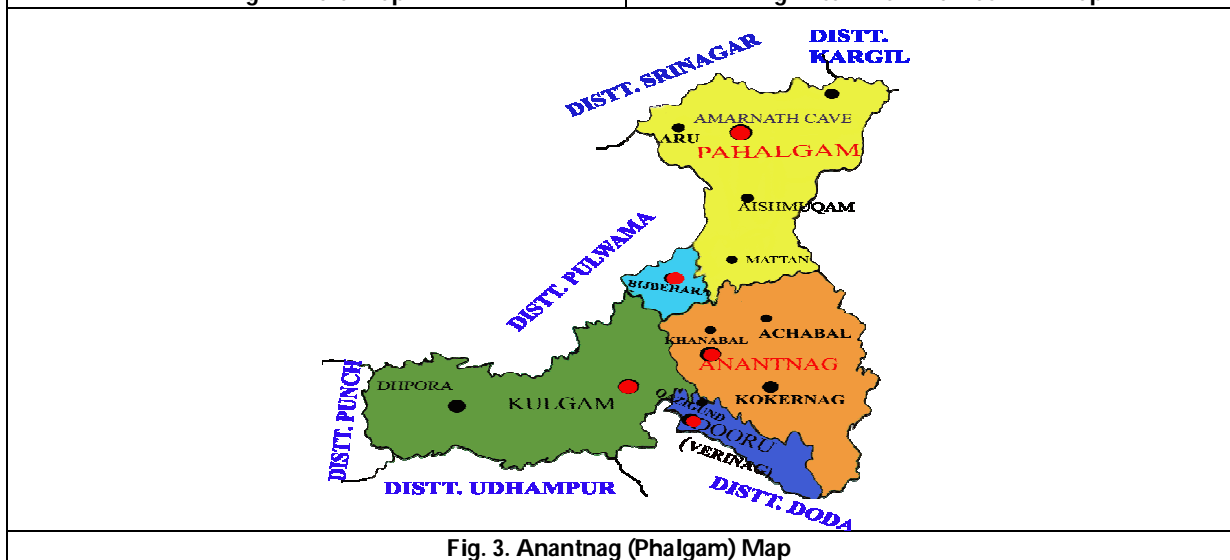 DISTT. SRINAGAR
DISTT.
KARGIL
AMARNATH CAVE
ARU
PAHALGAM
AISHMUQAM
DISTT. PULWAMA
MATTAN
BIJBEHARA
KHANABAL
ACHABAL
ANANTNAG
DISTT. PUNCH
KULGAM
KOKERNAG
QAZIGUND
DOORU
(VERINAG)
DISTT. UDHAMPUR
DISTT. DODA
Fig. 3. Anantnag (Phalgam) Map